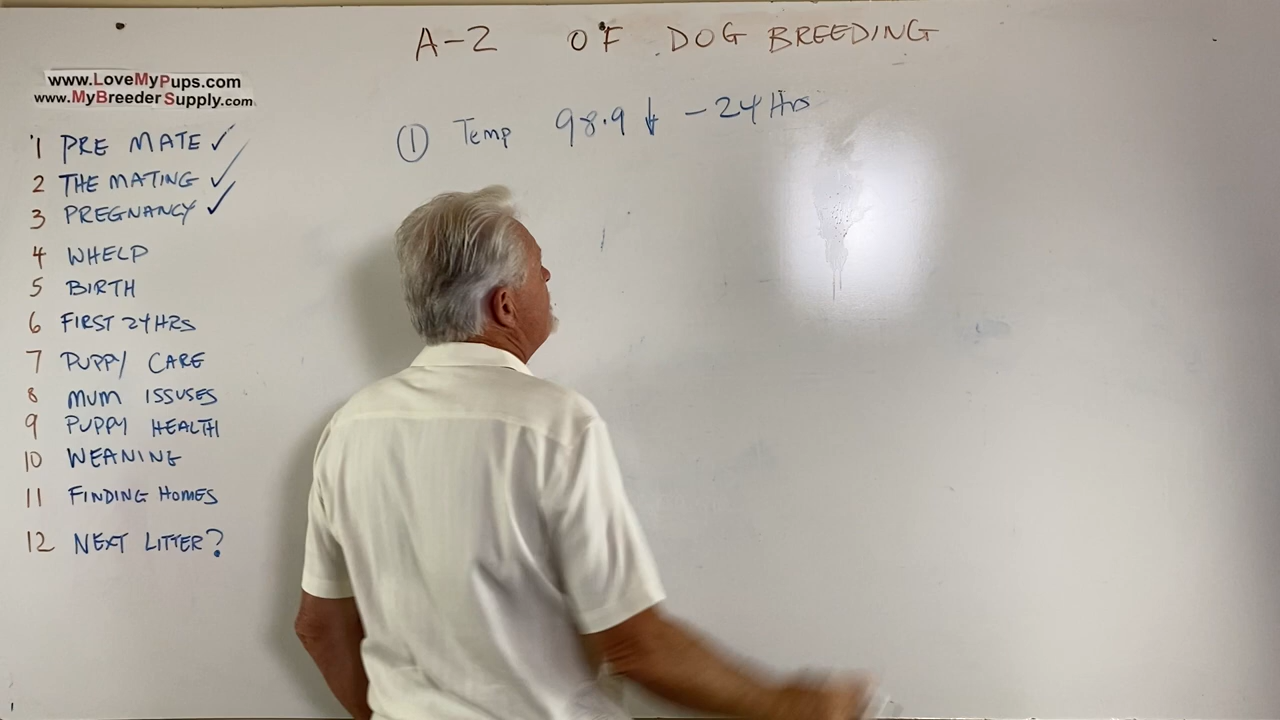 A-Z OF DOG BREEDING
www.LoveMyPups.com
www.MyBreederSupply.com
1 PRE MATE ✓
2 THE MATING ✓
3 PREGNANCY ✓
4 WHELP
5 BIRTH
6 FIRST 24HRS
7 PUPPY CARE
8 MUM ISSUSES
9 PUPPY HEALTH
10 WEANING
11 FINDING HOMES
12 NEXT LITTER?
① Temp 98.9 ↓ - 24 Hrs